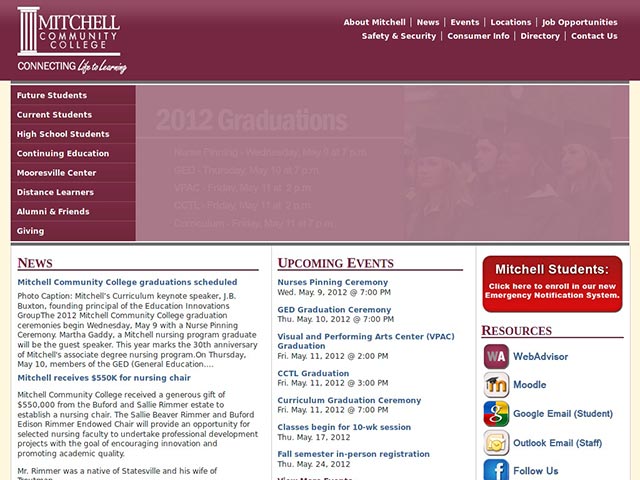 MITCHELL
COMMUNITY
COLLEGE
CONNECTING Life to Learning
About Mitchell | News | Events | Locations | Job Opportunities
Safety & Security | Consumer Info | Directory | Contact Us
Future Students
Current Students
High School Students
Continuing Education
Mooresville Center
Distance Learners
Alumni & Friends
Giving
2012 Graduations
Nurse Pinning - Wednesday, May 9 at 7 p.m.
GED - Thursday, May 10 at 7 p.m.
VPAC - Friday, May 11 at 2 p.m.
CCTL - Friday, May 11 at 3 p.m.
Curriculum - Friday, May 11 at 7 p.m.
NEWS
Mitchell Community College graduations scheduled
Photo Caption: Mitchell's Curriculum keynote speaker, J.B.
Buxton, founding principal of the Education Innovations
GroupThe 2012 Mitchell Community College graduation
ceremonies begin Wednesday, May 9 with a Nurse Pinning
Ceremony. Martha Gaddy, a Mitchell nursing program graduate
will be the guest speaker. This year marks the 30th anniversary
of Mitchell's associate degree nursing program.On Thursday,
May 10, members of the GED (General Education....
Mitchell receives $550K for nursing chair
Mitchell Community College received a generous gift of
$550,000 from the Buford and Sallie Rimmer estate to
establish a nursing chair. The Sallie Beaver Rimmer and Buford
Edison Rimmer Endowed Chair will provide an opportunity for
selected nursing faculty to undertake professional development
projects with the goal of encouraging innovation and
promoting academic quality.
Mr. Rimmer was a native of Statesville and his wife of
Troutman.
UPCOMING EVENTS
Nurses Pinning Ceremony
Wed. May. 9, 2012 @ 7:00 PM
GED Graduation Ceremony
Thu. May. 10, 2012 @ 7:00 PM
Visual and Performing Arts Center (VPAC)
Graduation
Fri. May. 11, 2012 @ 2:00 PM
CCTL Graduation
Fri. May. 11, 2012 @ 3:00 PM
Curriculum Graduation Ceremony
Fri. May. 11, 2012 @ 7:00 PM
Classes begin for 10-wk session
Thu. May. 17, 2012
Fall semester in-person registration
Thu. May. 24, 2012
View More Events
Mitchell Students:
Click here to enroll in our new
Emergency Notification System.
RESOURCES
WA WebAdvisor
Moodle
Google Email (Student)
Outlook Email (Staff)
Follow Us